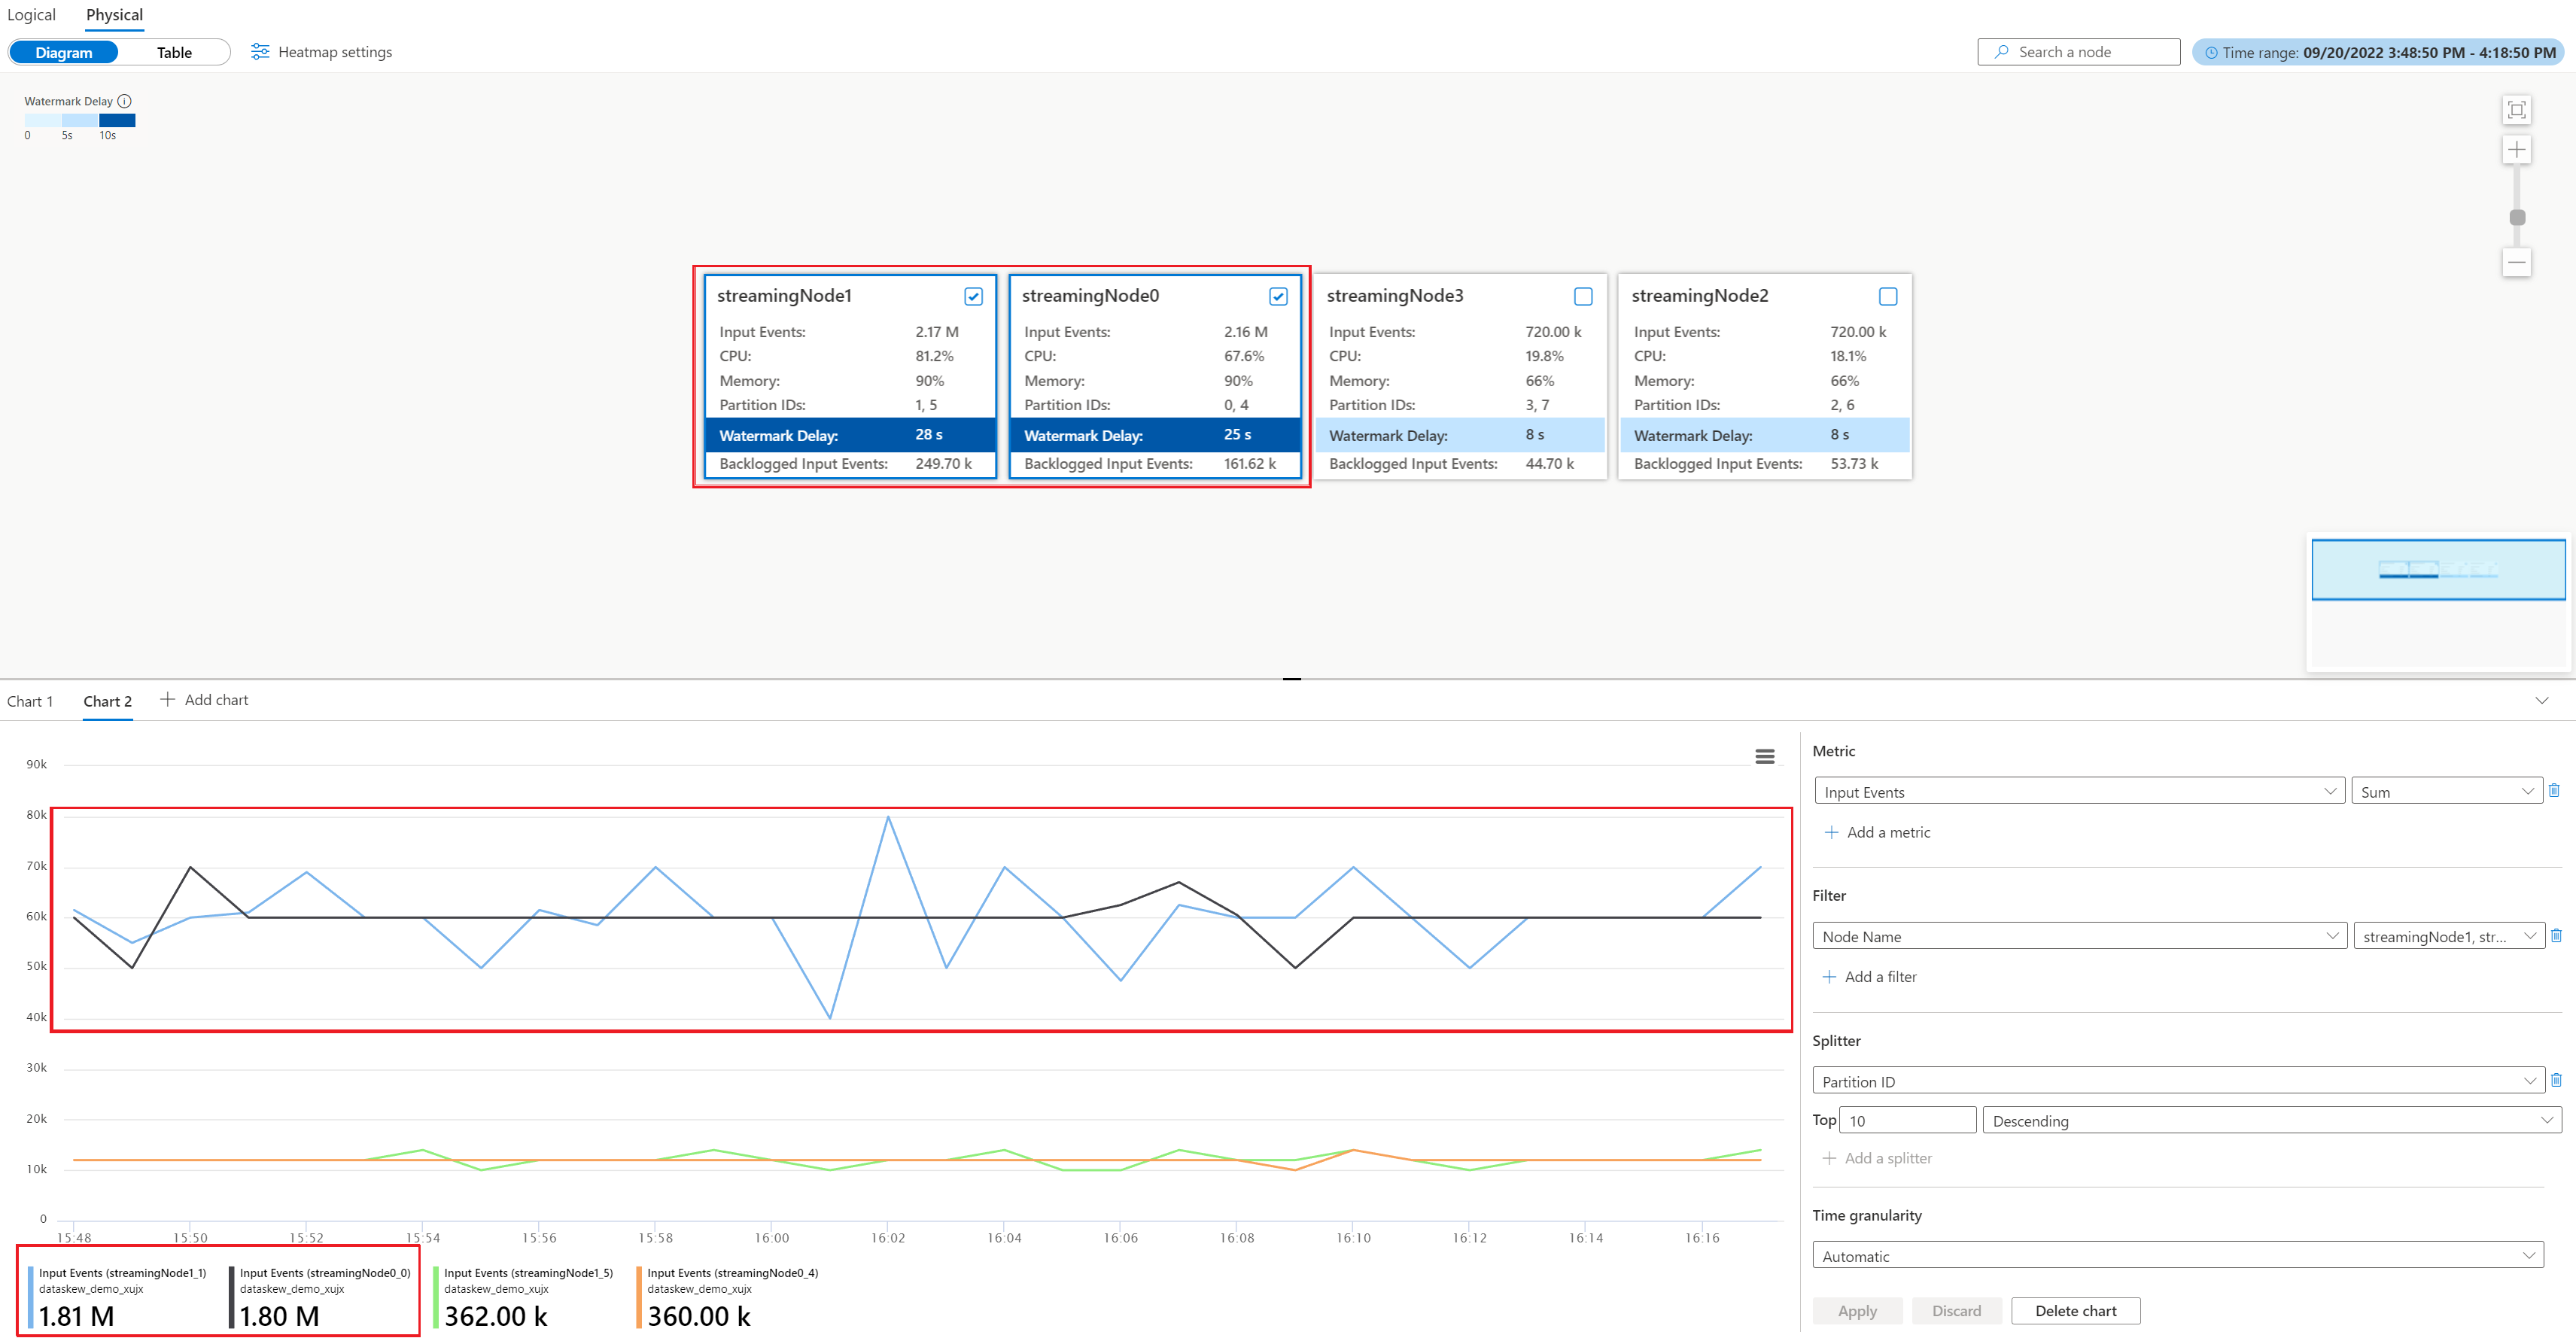 Logical Physical
Diagram Table Heatmap settings Search a node Time range: 09/20/2022 3:48:50 PM - 4:18:50 PM
Watermark Delay
0 5s 10s
streamingNode1
Input Events: 2.17 M
CPU: 81.2%
Memory: 90%
Partition IDs: 1, 5
Watermark Delay: 28 s
Backlogged Input Events: 249.70 k
streamingNode0
Input Events: 2.16 M
CPU: 67.6%
Memory: 90%
Partition IDs: 0, 4
Watermark Delay: 25 s
Backlogged Input Events: 161.62 k
streamingNode3
Input Events: 720.00 k
CPU: 19.8%
Memory: 66%
Partition IDs: 3, 7
Watermark Delay: 8 s
Backlogged Input Events: 44.70 k
streamingNode2
Input Events: 720.00 k
CPU: 18.1%
Memory: 66%
Partition IDs: 2, 6
Watermark Delay: 8 s
Backlogged Input Events: 53.73 k
Chart 1 Chart 2 Add chart
90k
80k
70k
60k
50k
40k
30k
20k
10k
0
15:48 15:50 15:52 15:54 15:56 15:58 16:00 16:02 16:04 16:06 16:08 16:10 16:12 16:14 16:16
Input Events (streamingNode1_1)
dataskew_demo_xujx
1.81 M
Input Events (streamingNode0_0)
dataskew_demo_xujx
1.80 M
Input Events (streamingNode1_5)
dataskew_demo_xujx
362.00 k
Input Events (streamingNode0_4)
dataskew_demo_xujx
360.00 k
Metric
Input Events Sum
Add a metric
Filter
Node Name streamingNode1, str...
Add a filter
Splitter
Partition ID
Top 10 Descending
Add a splitter
Time granularity
Automatic
Apply Discard Delete chart